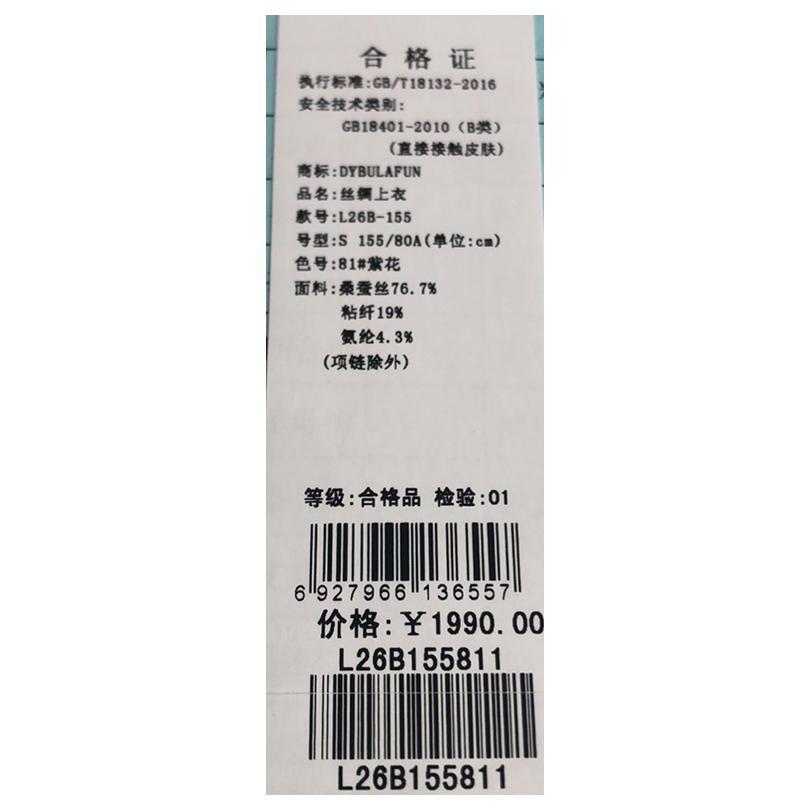 合格证
执行标准:GB/T18132-2016
安全技术类别:
GB18401-2010（B类）
(直接接触皮肤)
商标:DYBULAFUN
品名:丝绸上衣
款号:L26B-155
号型:S 155/80A(单位:cm)
色号:81#紫花
面料:桑蚕丝76.7%
粘纤19%
氨纶4.3%
(项链除外)
等级:合格品 检验:01
6 927966 136557
价格:¥1990.00
L26B155811
L26B155811